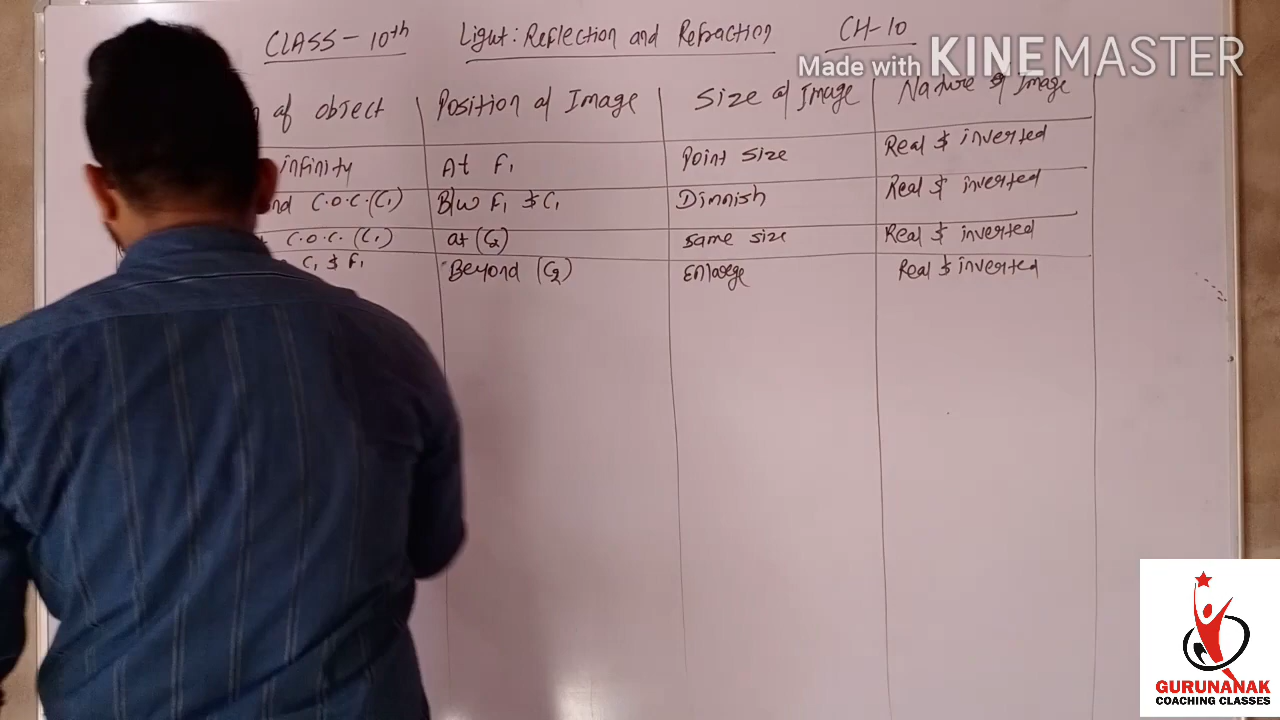 CLASS - 10th Light: Reflection and Refraction CH-10
Made with KINEMASTER
of object Position of Image Size of Image Nature of Image
infinity At F1 Point size Real & inverted
C.O.C.(C1) B/w F1 & C1 Dimnish Real & inverted
C.O.C. (C1) at (C2) same size Real & inverted
C1 & F1 Beyond (C2) Enlarege Real & inverted
GURUNANAK
COACHING CLASSES